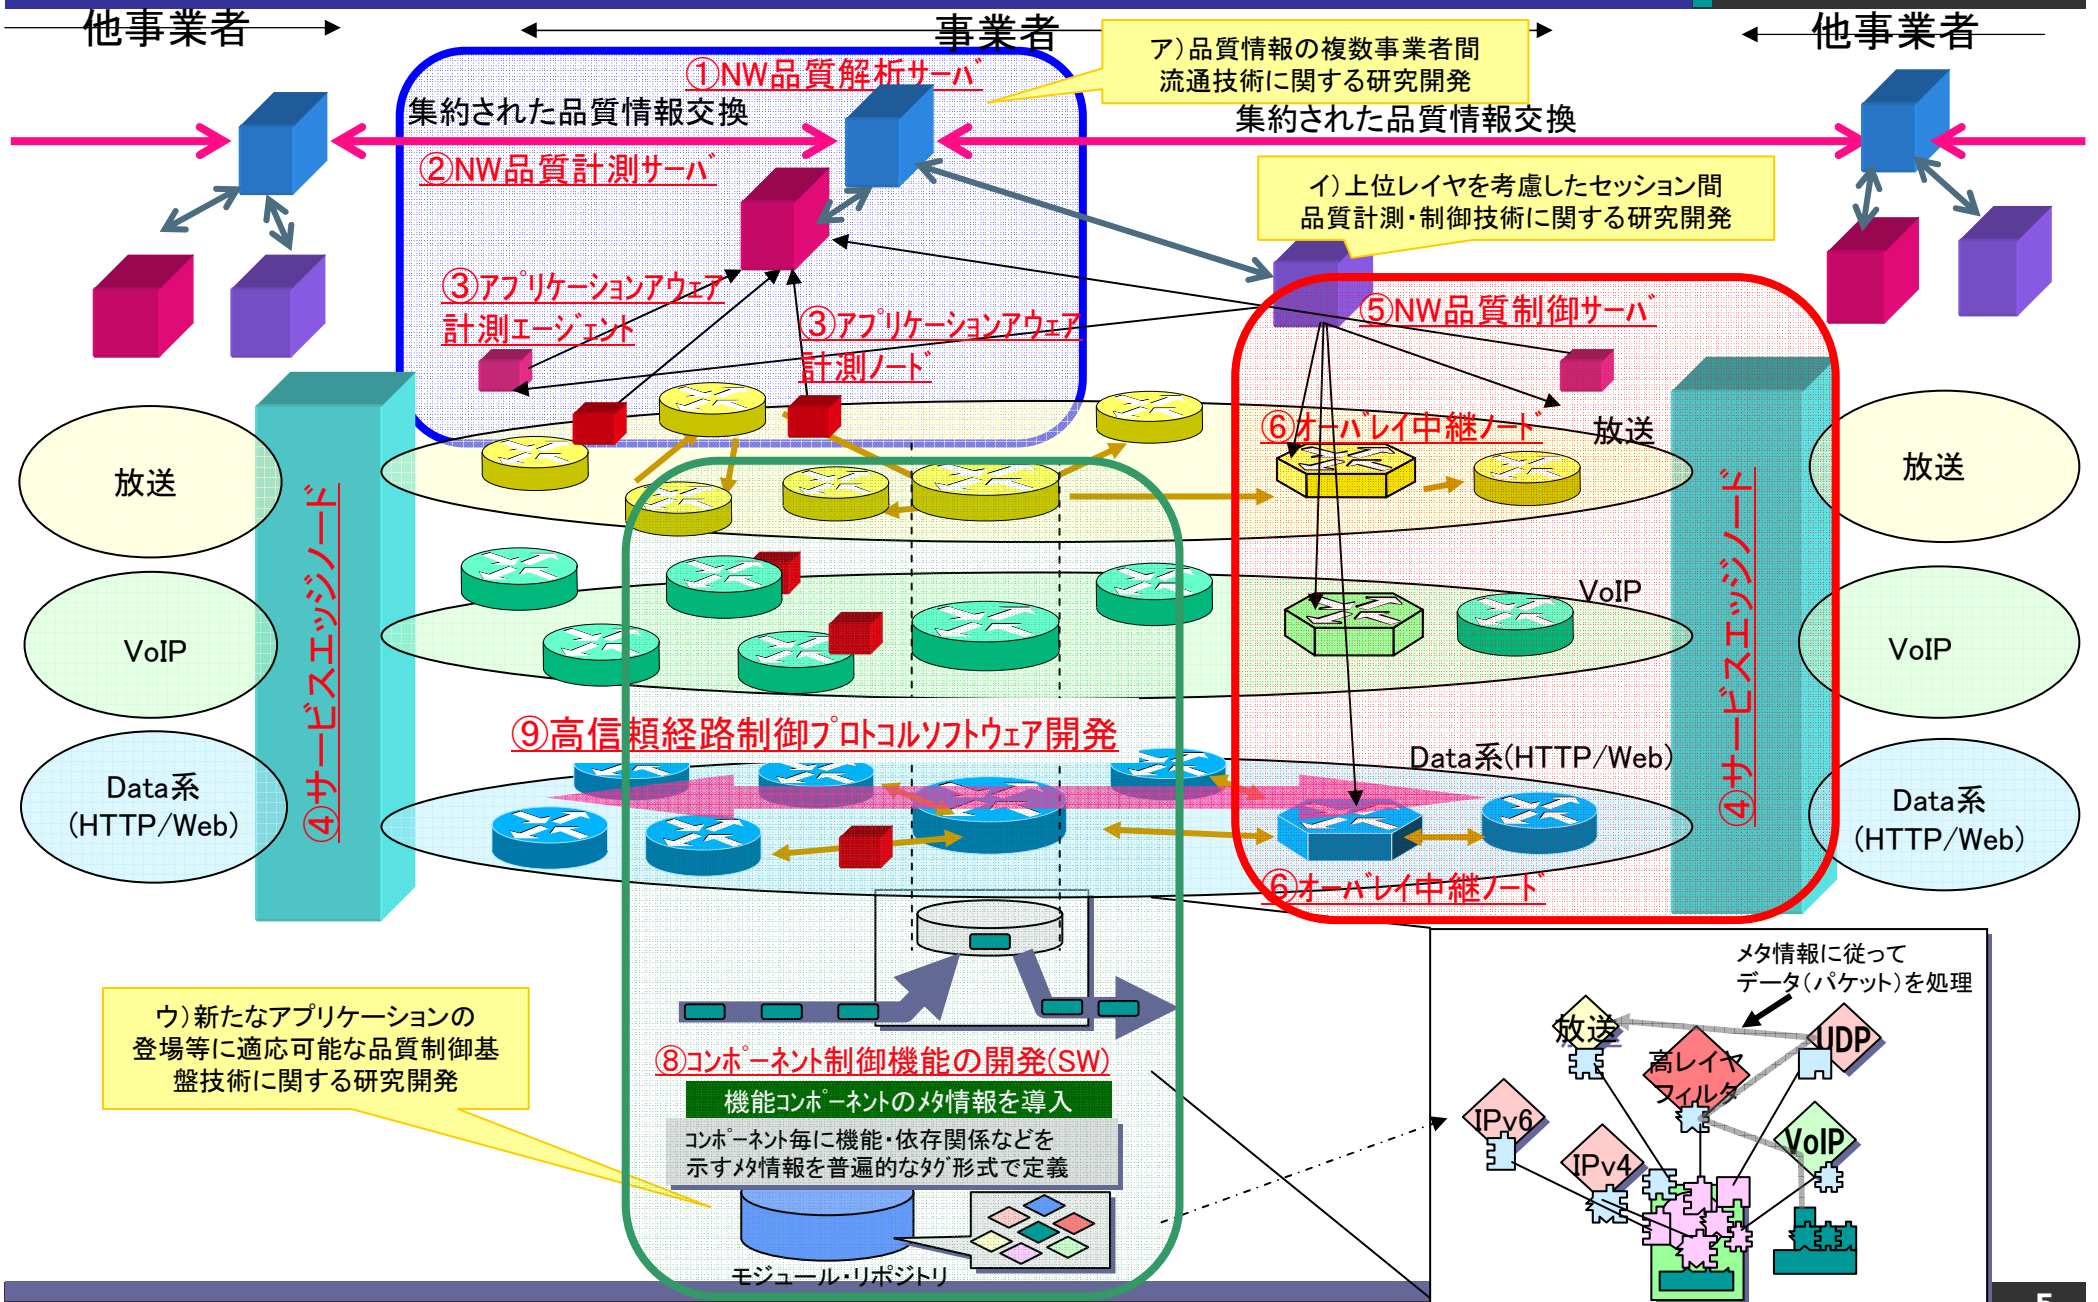 他事業者
事業者
他事業者
ア)品質情報の複数事業者間
流通技術に関する研究開発
①NW品質解析サーバ
集約された品質情報交換
集約された品質情報交換
②NW品質計測サーバ
イ)上位レイヤを考慮したセッション間
品質計測・制御技術に関する研究開発
③アプリケーションアウェア
計測エージェント
③アプリケーションアウェア
計測ノード
⑤NW品質制御サーバ
⑥オーバレイ中継ノード
放送
放送
放送
④サービスエッジノード
④サービスエッジノード
VoIP
VoIP
VoIP
⑨高信頼経路制御プロトコルソフトウェア開発
Data系(HTTP/Web)
Data系
(HTTP/Web)
Data系
(HTTP/Web)
⑥オーバレイ中継ノード
メタ情報に従って
データ(パケット)を処理
ウ)新たなアプリケーションの
登場等に適応可能な品質制御基
盤技術に関する研究開発
放送
UDP
高レイヤ
フィルタ
⑧コンポーネント制御機能の開発(SW)
機能コンポーネントのメタ情報を導入
コンポーネント毎に機能・依存関係などを
示すメタ情報を普遍的なタグ形式で定義
IPv6
VoIP
IPv4
モジュール・リポジトリ
5